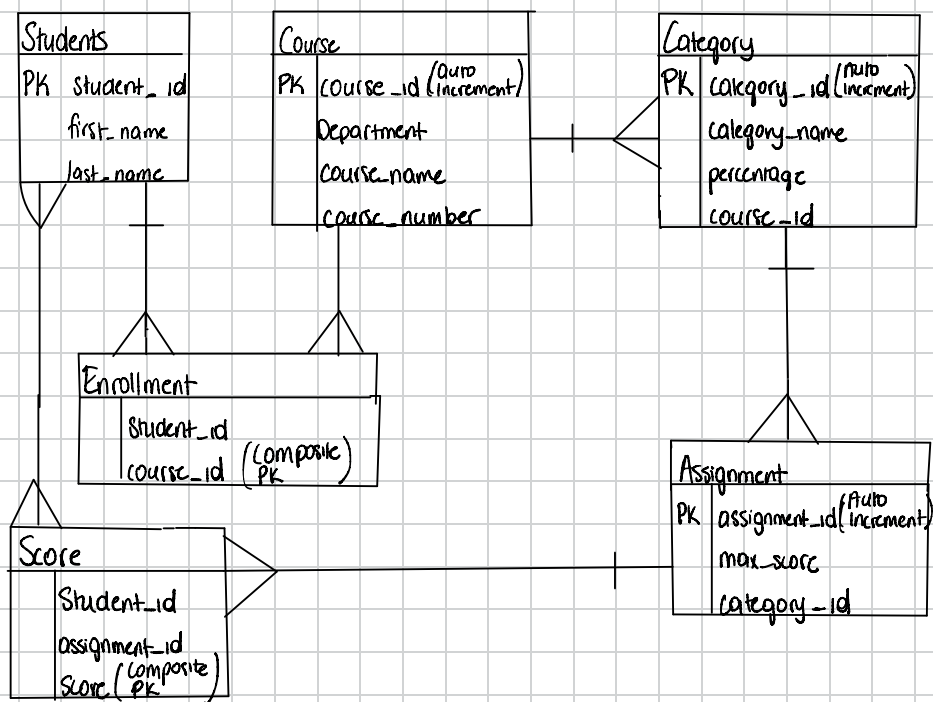 Students
PK student_id
first_name
last_name
Course
PK course_id (auto increment)
Department
course_name
course_number
Category
PK category_id (Auto increment)
category_name
percentage
course_id
Enrollment
student_id
course_id (composite PK)
Score
Student_id
assignment_id
score (composite PK)
Assignment
PK assignment_id (Auto increment)
max_score
category_id